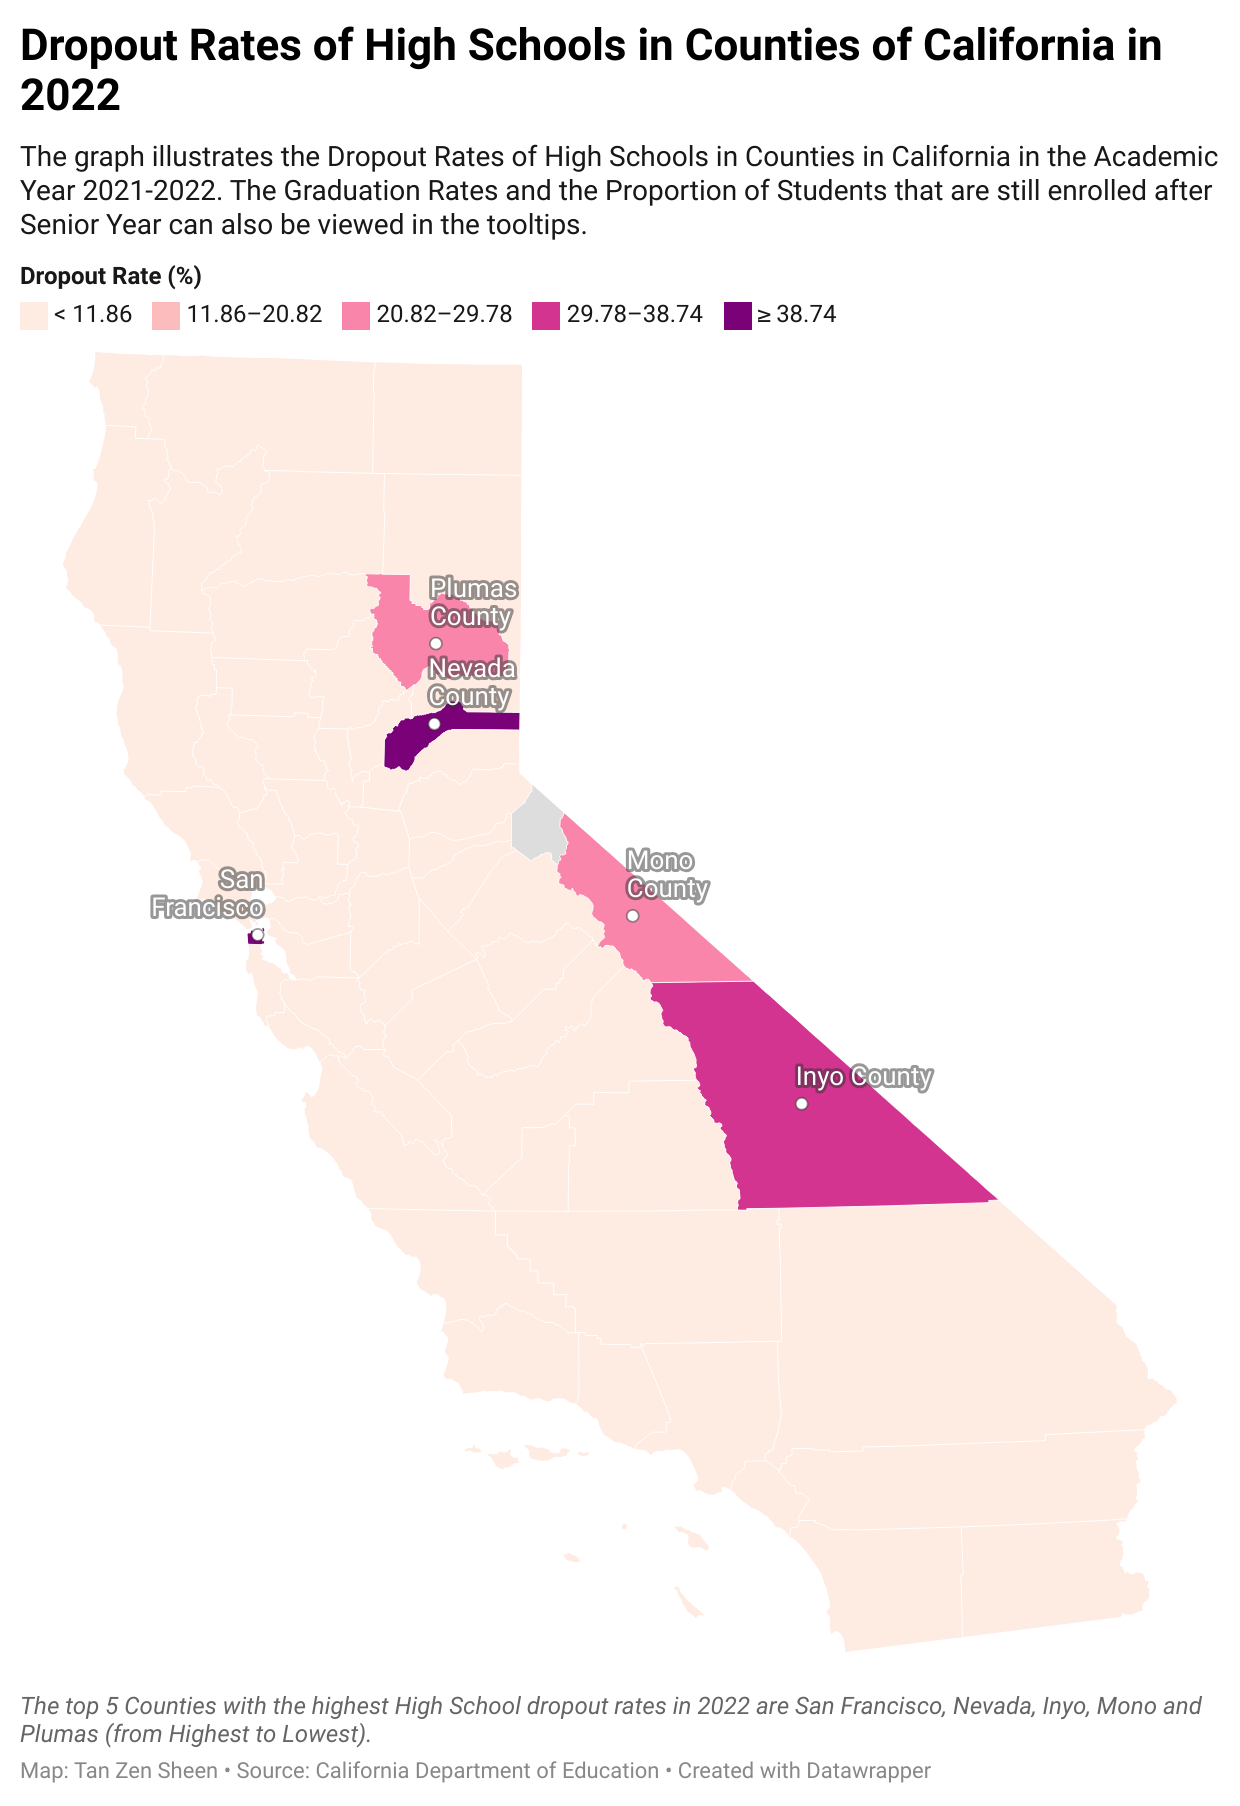 Dropout Rates of High Schools in Counties of California in
2022
The graph illustrates the Dropout Rates of High Schools in Counties in California in the Academic
Year 2021-2022. The Graduation Rates and the Proportion of Students that are still enrolled after
Senior Year can also be viewed in the tooltips.
Dropout Rate (%)
< 11.86 11.86–20.82 20.82–29.78 29.78–38.74 ≥ 38.74
Plumas
County
Nevada
County
Mono
County
San
Francisco
Inyo County
The top 5 Counties with the highest High School dropout rates in 2022 are San Francisco, Nevada, Inyo, Mono and
Plumas (from Highest to Lowest).
Map: Tan Zen Sheen • Source: California Department of Education • Created with Datawrapper